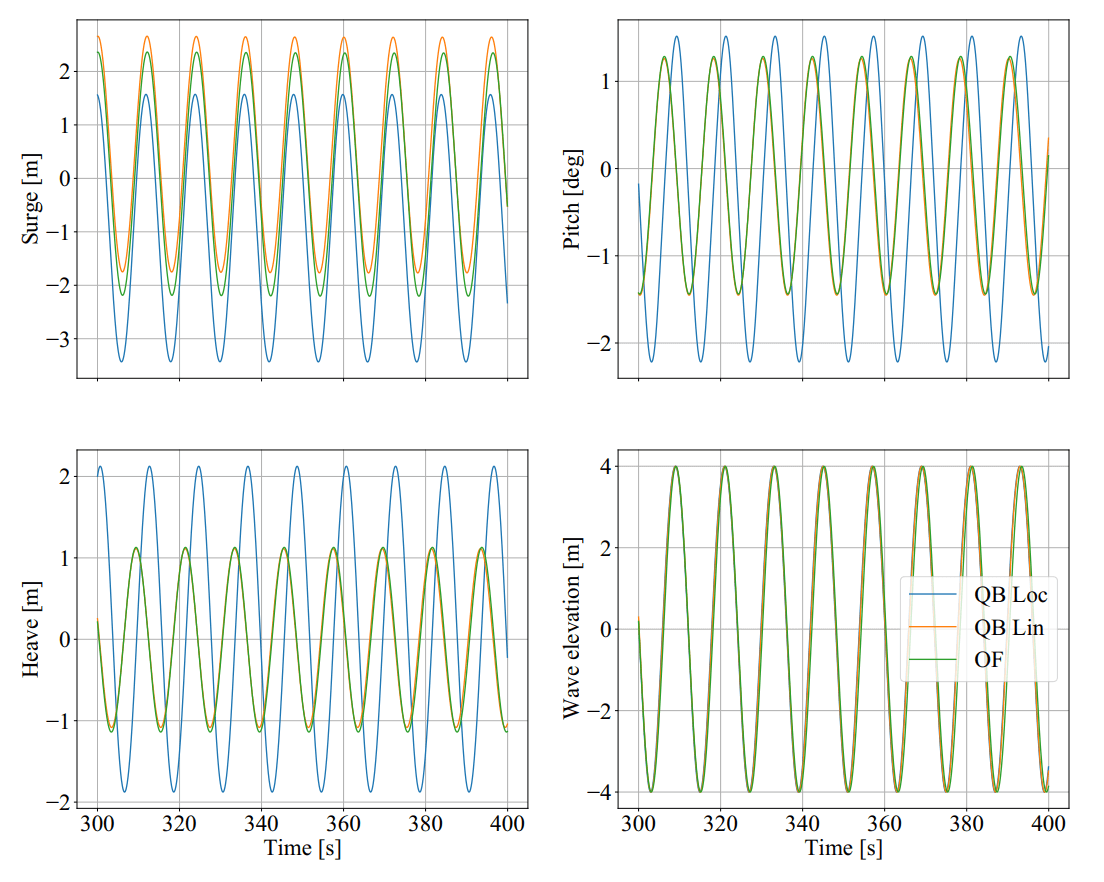 2
1
0
−1
−2
−3
Surge [m]
1
0
−1
−2
Pitch [deg]
2
1
0
−1
−2
Heave [m]
300 320 340 360 380 400
Time [s]
4
2
0
−2
−4
Wave elevation [m]
QB Loc
QB Lin
OF
300 320 340 360 380 400
Time [s]